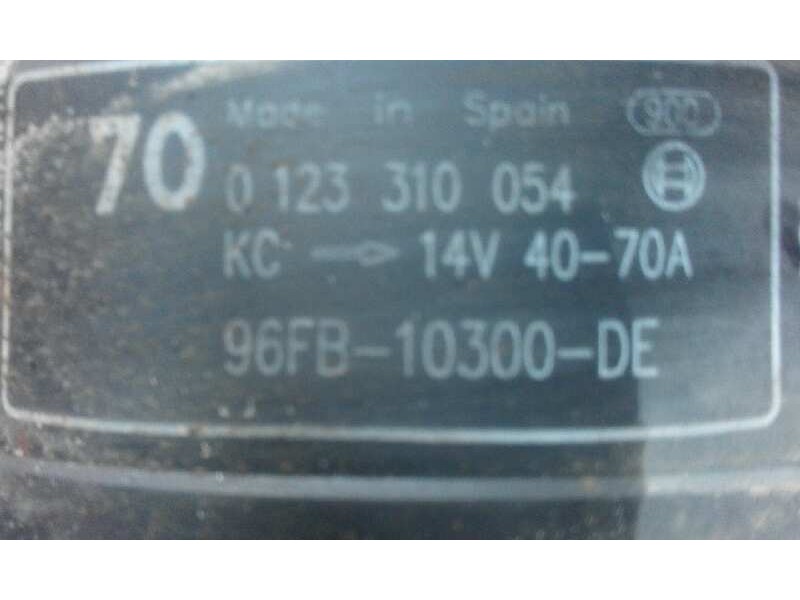 70
Made in Spain
0 123 310 054
KC → 14V 40-70A
96FB-10300-DE